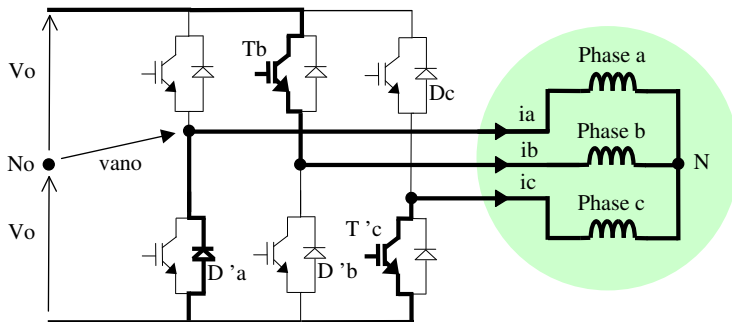 Tb
Phase a
Vo
Dc
ia
Phase b
No
vano
ib
N
ic
Phase c
Vo
T 'c
D 'a
D 'b